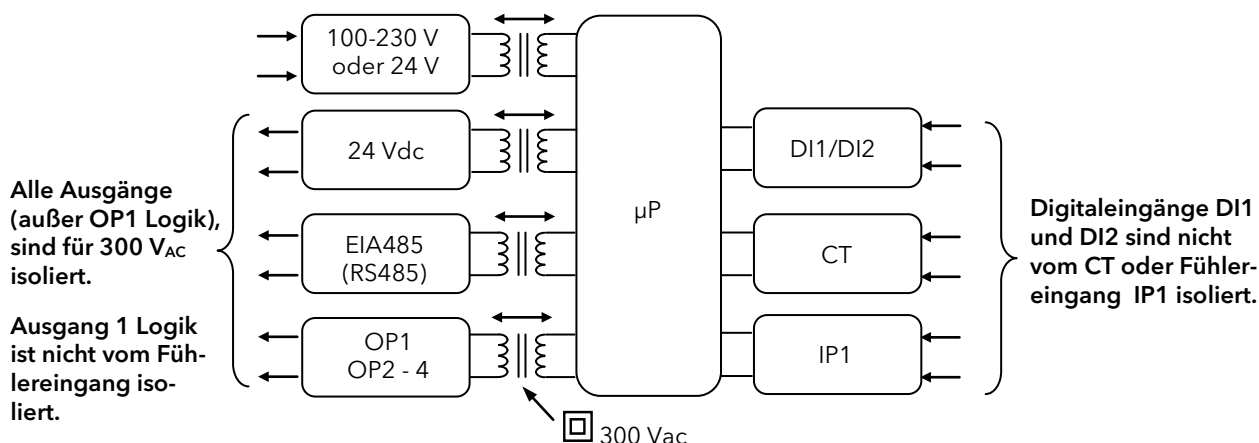 100-230 V
oder 24 V
24 Vdc
EIA485
(RS485)
OP1
OP2 - 4
µP
DI1/DI2
CT
IP1
300 Vac
Alle Ausgänge
(außer OP1 Logik),
sind für 300 VAC
isoliert.
Ausgang 1 Logik
ist nicht vom Füh-
lereingang iso-
liert.
Digitaleingänge DI1
und DI2 sind nicht
vom CT oder Fühler-
eingang IP1 isoliert.